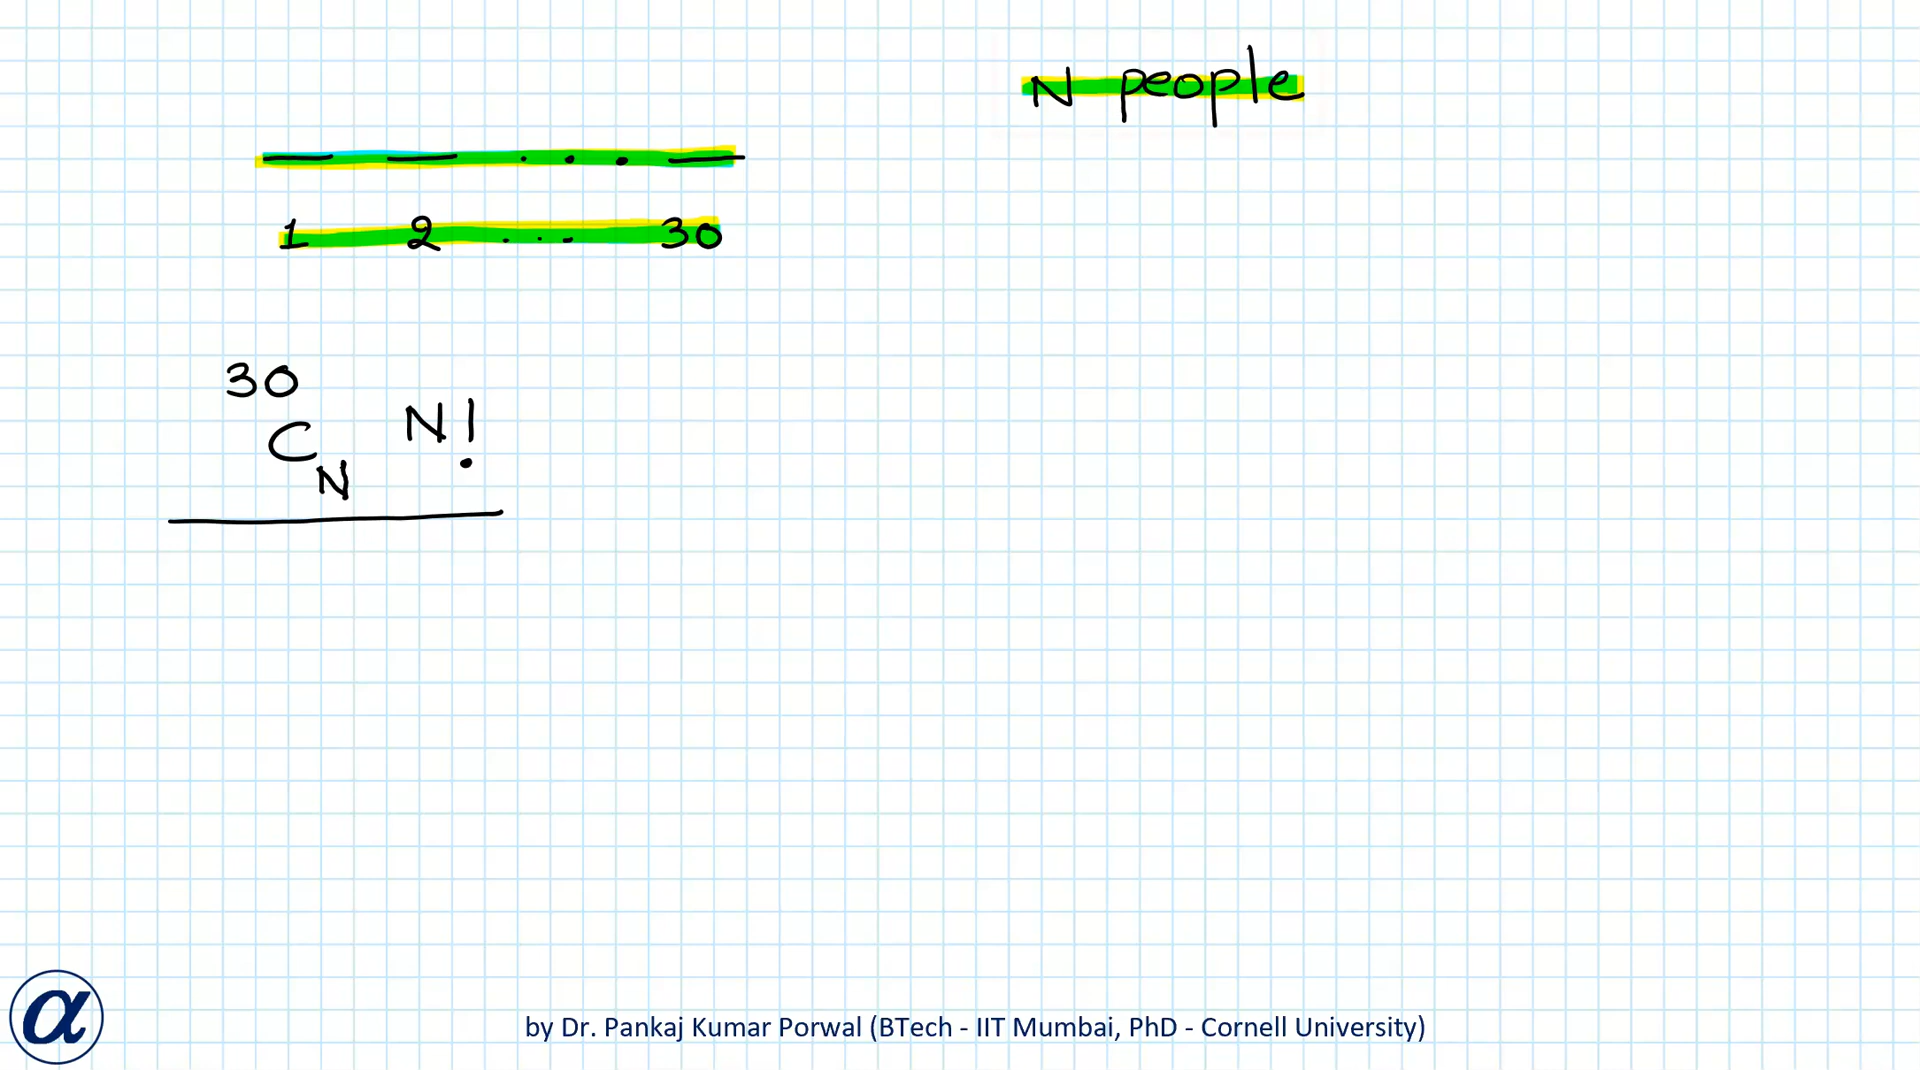 N people
— — . . . —
1 2 ... 30
30
C N !
N
α
by Dr. Pankaj Kumar Porwal (BTech - IIT Mumbai, PhD - Cornell University)